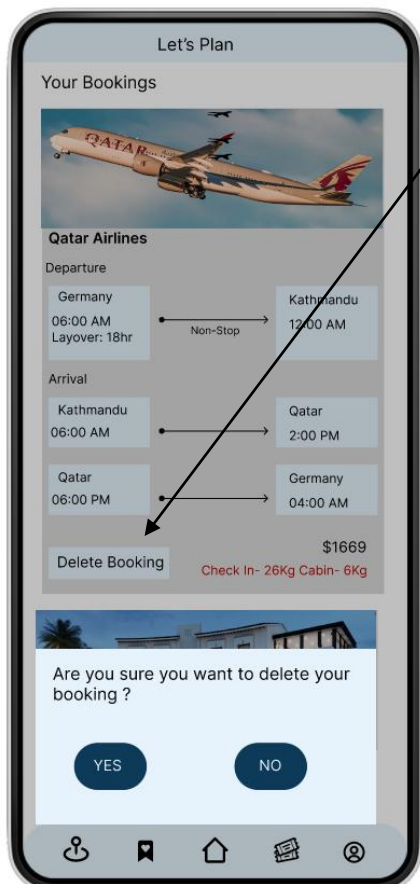 Let's Plan
Your Bookings
QATAR
Qatar Airlines
Departure
Germany
06:00 AM
Layover: 18hr
Non-Stop
Kathmandu
12:00 AM
Arrival
Kathmandu
06:00 AM
Qatar
2:00 PM
Qatar
06:00 PM
Germany
04:00 AM
Delete Booking
$1669
Check In- 26Kg Cabin- 6Kg
Are you sure you want to delete your
booking ?
YES
NO